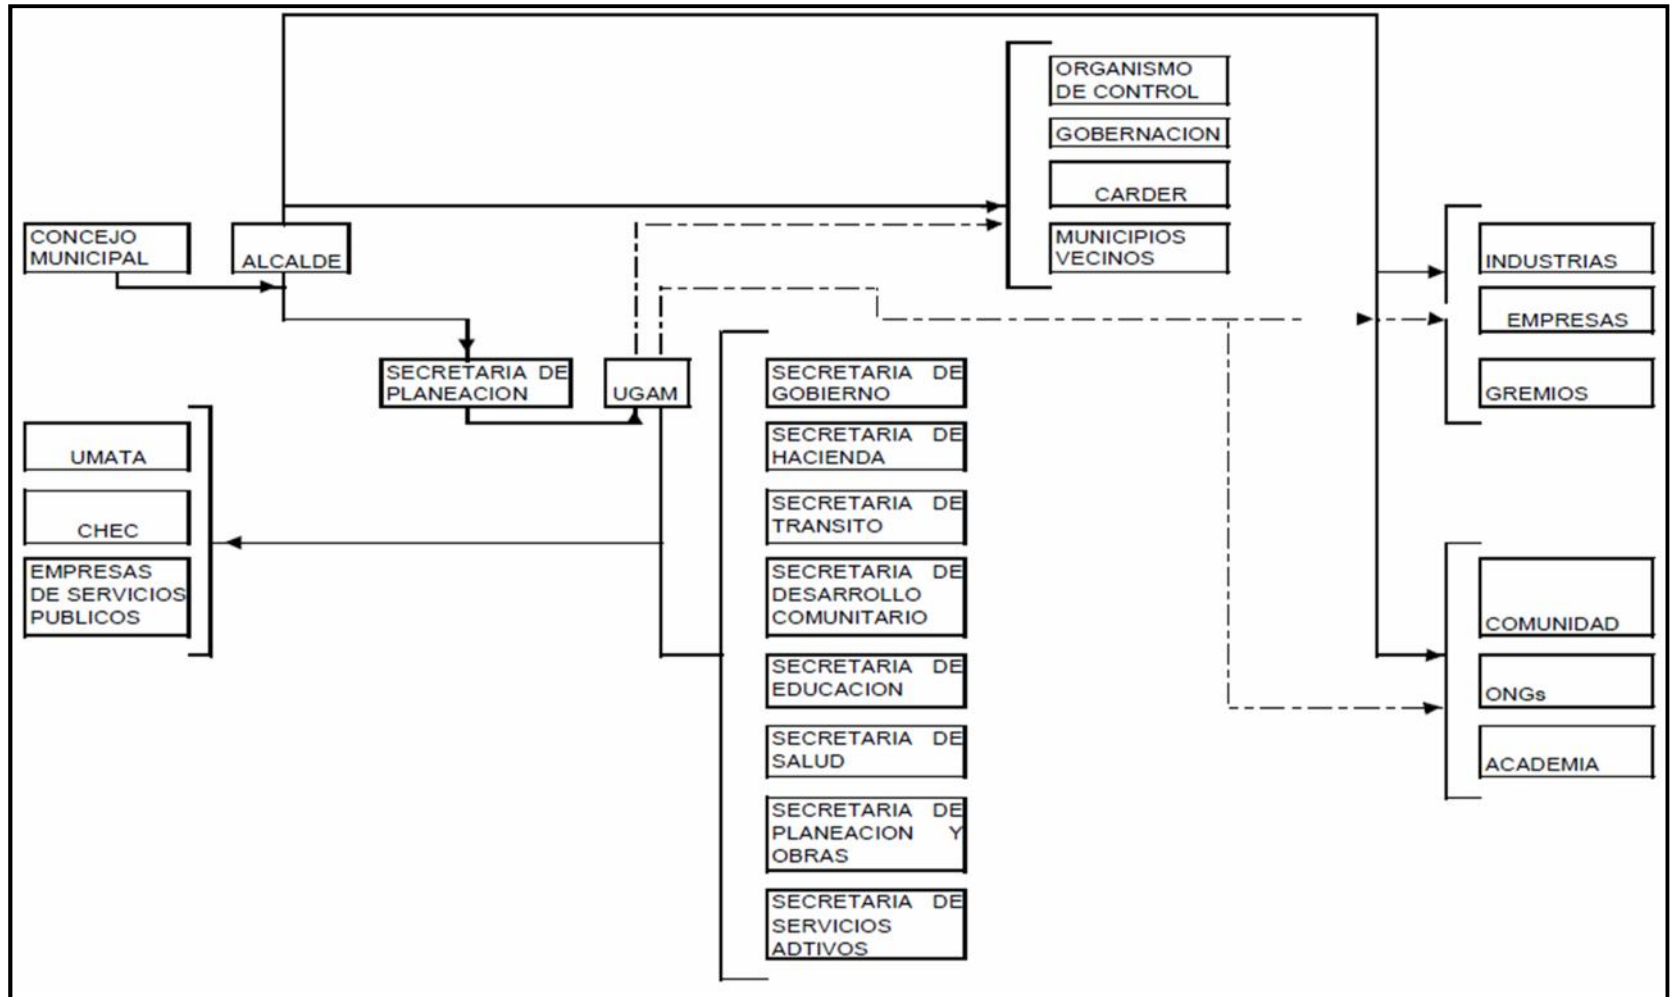 ORGANISMO
DE CONTROL
GOBERNACION
CARDER
MUNICIPIOS
VECINOS
CONCEJO
MUNICIPAL
ALCALDE
INDUSTRIAS
EMPRESAS
GREMIOS
SECRETARIA DE
PLANEACION
UGAM
UMATA
CHEC
EMPRESAS
DE SERVICIOS
PUBLICOS
SECRETARIA DE
GOBIERNO
SECRETARIA DE
HACIENDA
SECRETARIA DE
TRANSITO
SECRETARIA DE
DESARROLLO
COMUNITARIO
SECRETARIA DE
EDUCACION
SECRETARIA DE
SALUD
SECRETARIA DE
PLANEACION Y
OBRAS
SECRETARIA DE
SERVICIOS
ADTIVOS
COMUNIDAD
ONGs
ACADEMIA